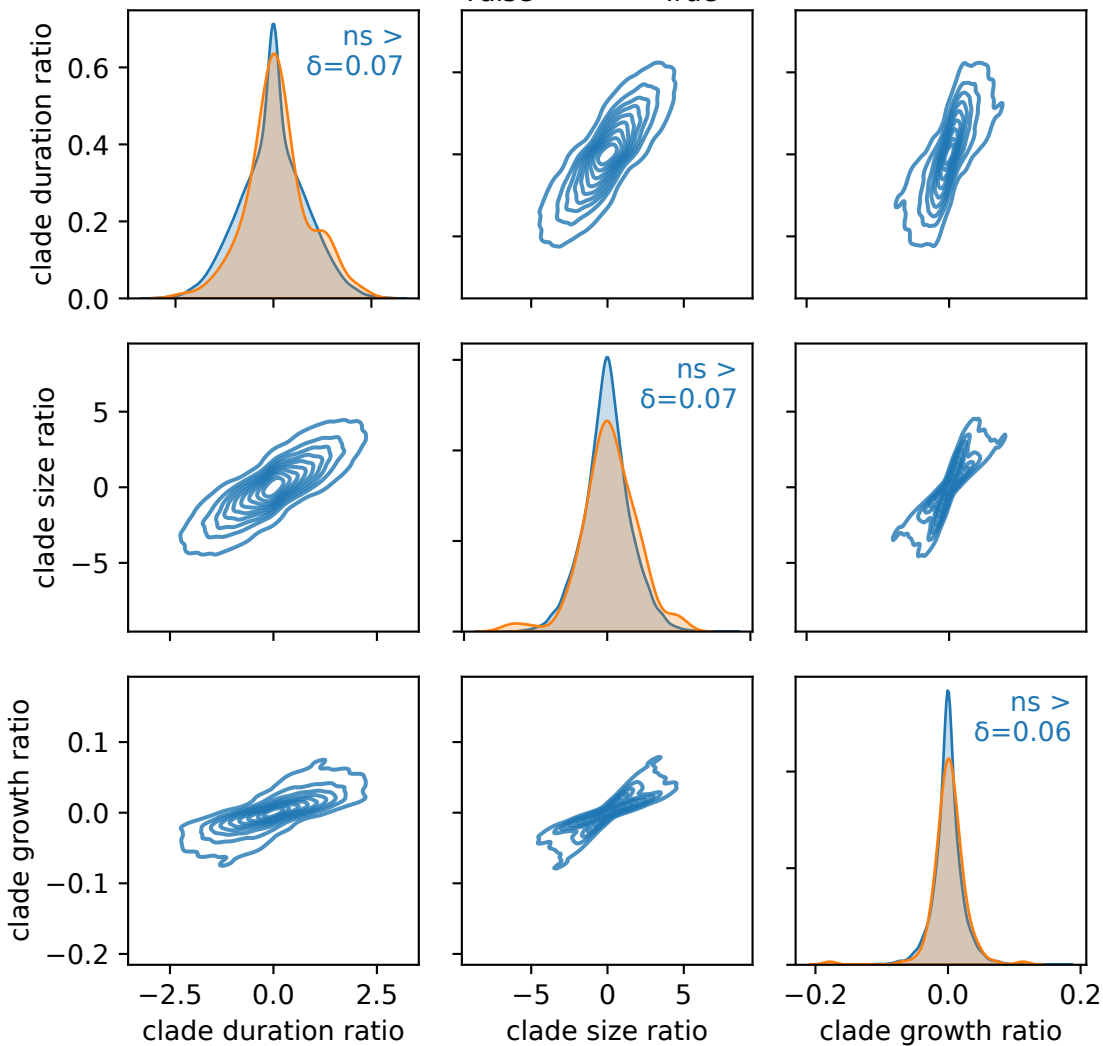 False True
clade duration ratio
0.6
0.4
0.2
0.0
ns >
δ=0.07
clade size ratio
5
0
−5
ns >
δ=0.07
clade growth ratio
0.1
0.0
−0.1
−0.2
ns >
δ=0.06
−2.5 0.0 2.5 −5 0 5 −0.2 0.0 0.2
clade duration ratio clade size ratio clade growth ratio